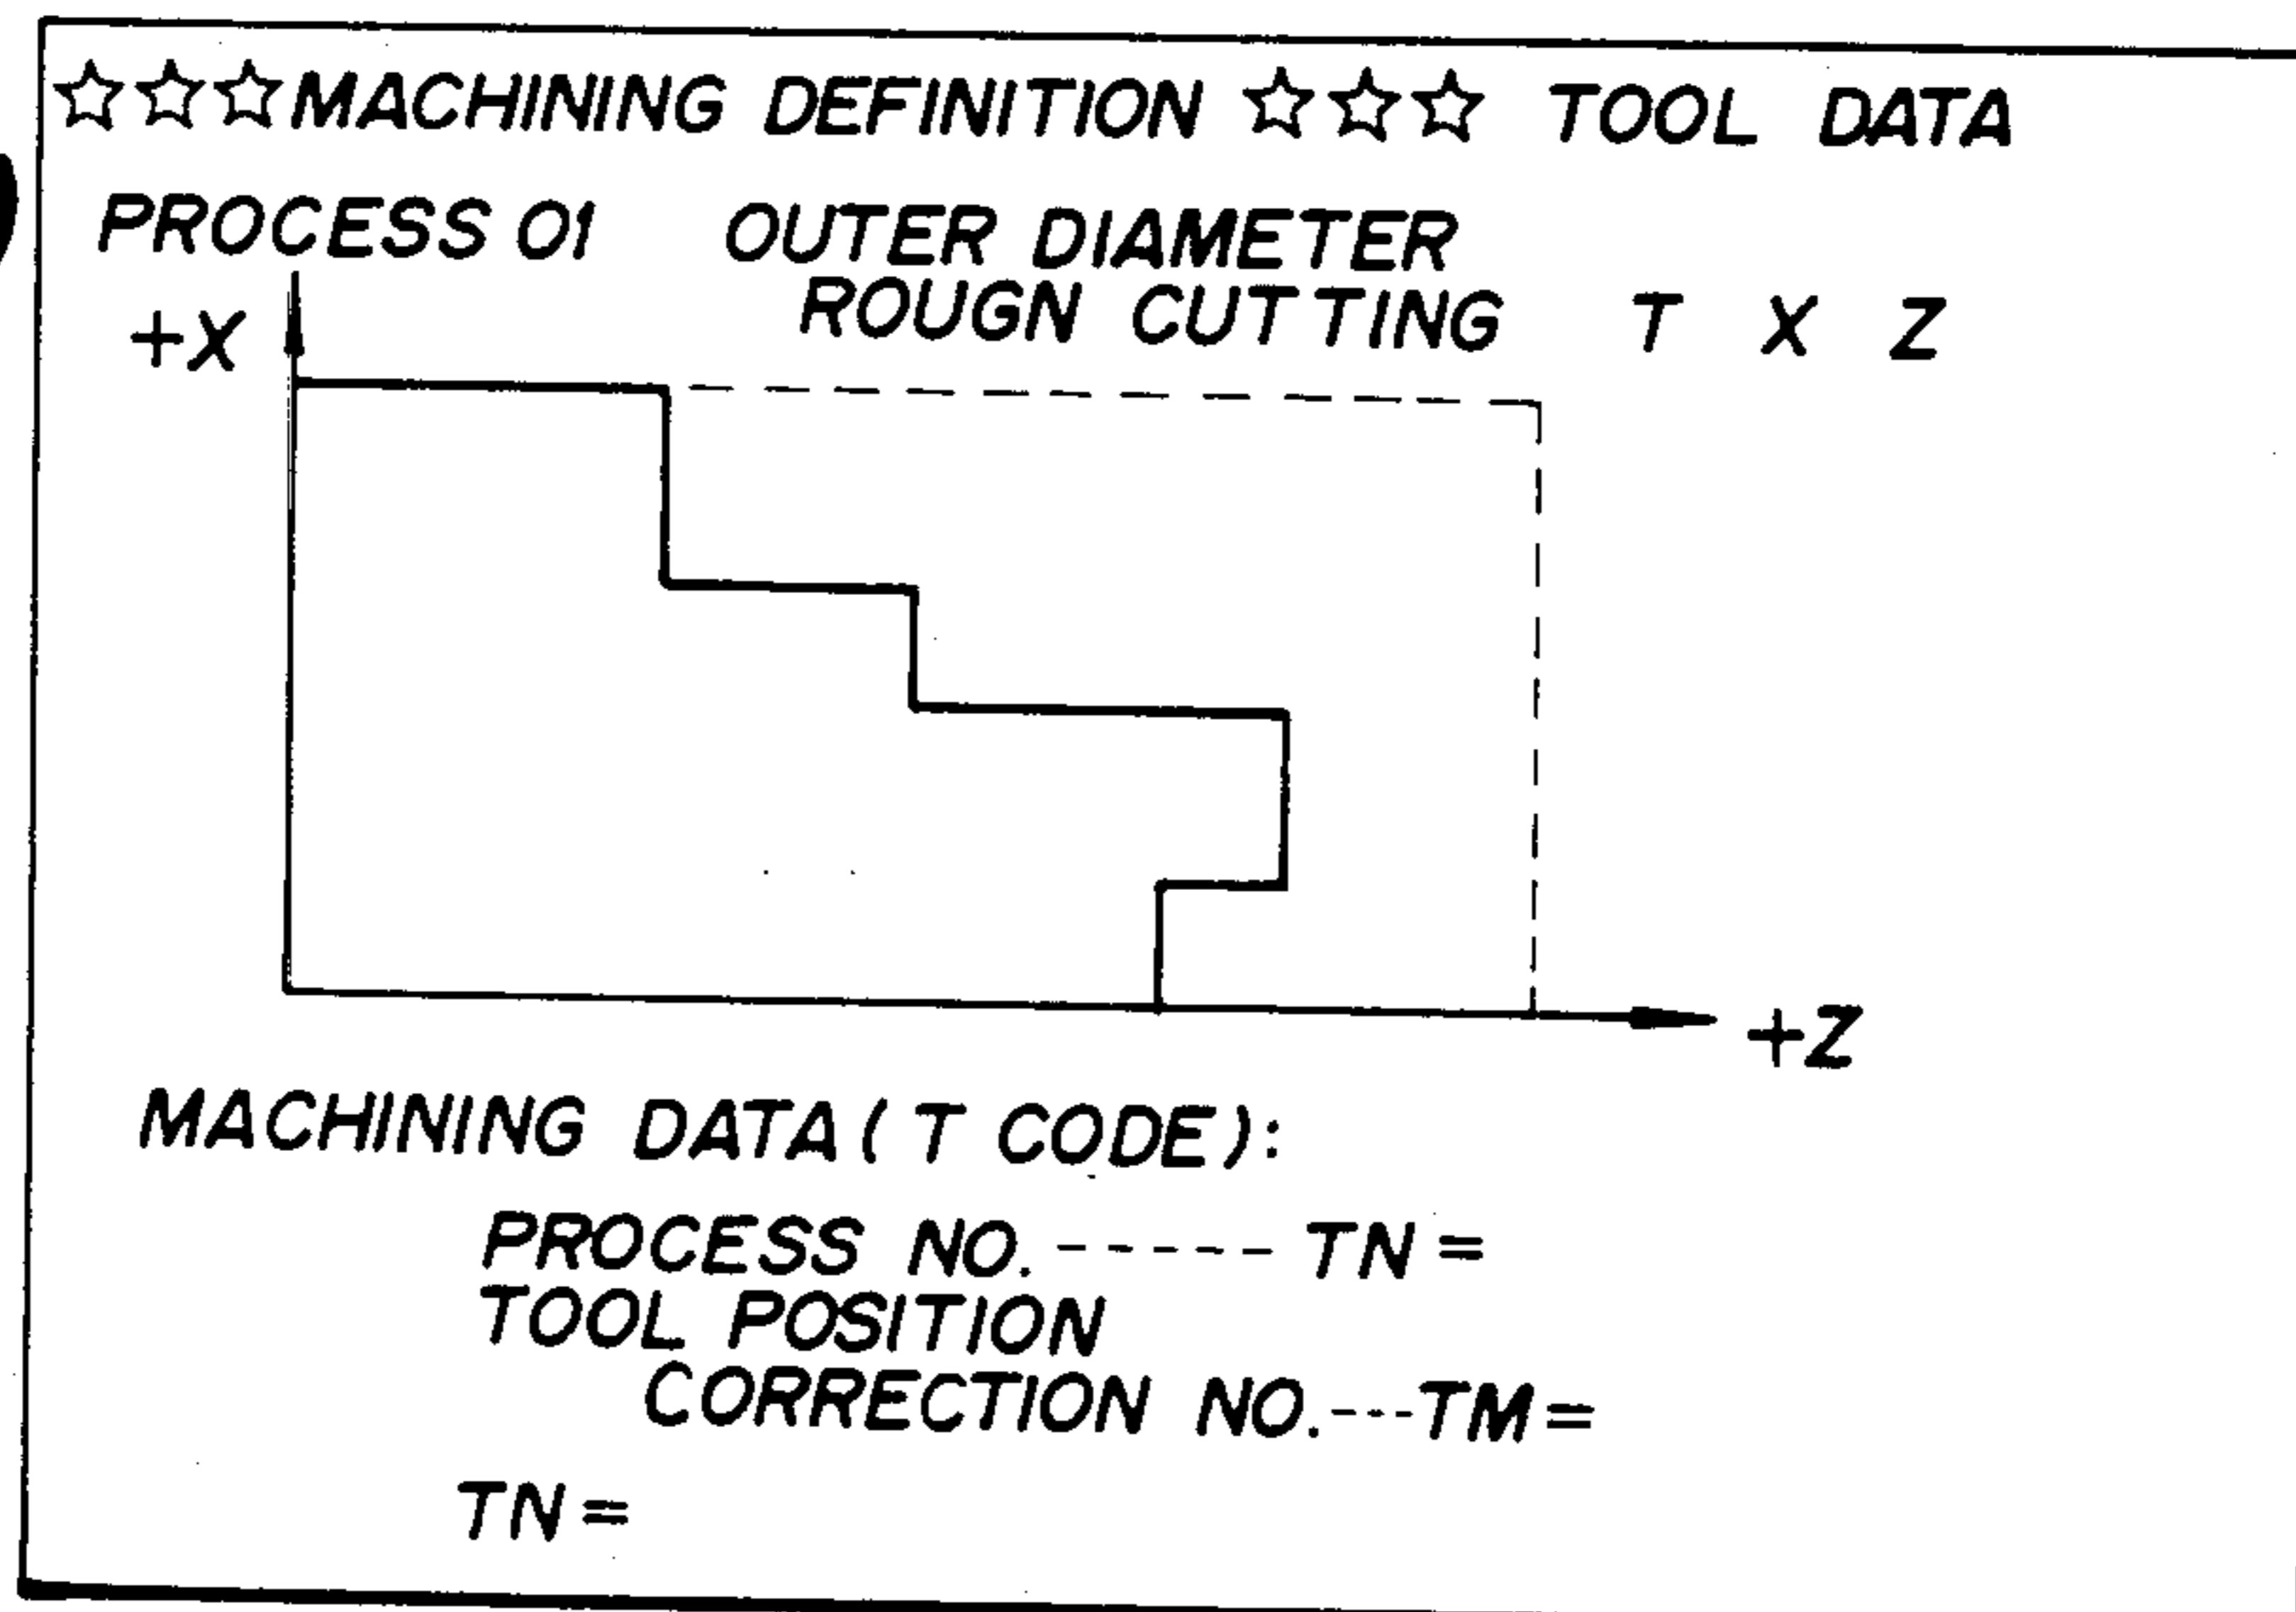 ☆☆☆MACHINING DEFINITION ☆☆☆ TOOL DATA
PROCESS 01 OUTER DIAMETER
ROUGN CUTTING T X Z
+X
+Z
MACHINING DATA(T CODE):
PROCESS NO.-----TN=
TOOL POSITION
CORRECTION NO.---TM=
TN=